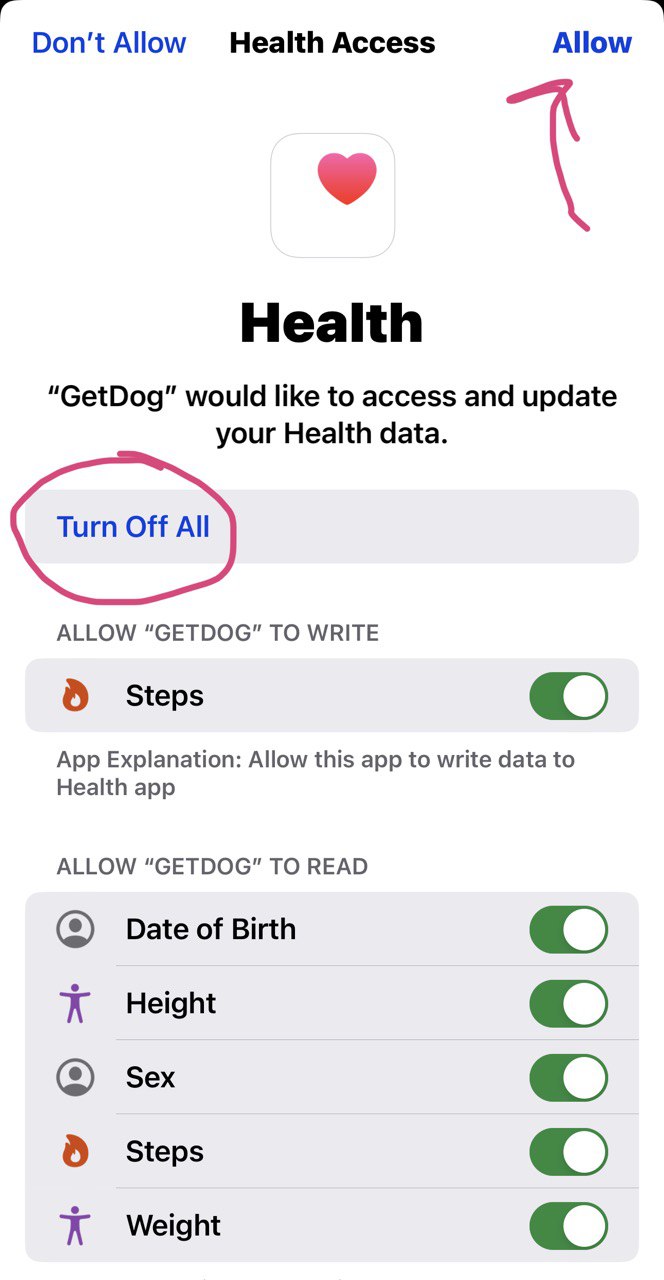 Don’t Allow Health Access Allow
Health
“GetDog” would like to access and update
your Health data.
Turn Off All
ALLOW “GETDOG” TO WRITE
Steps
App Explanation: Allow this app to write data to
Health app
ALLOW “GETDOG” TO READ
Date of Birth
Height
Sex
Steps
Weight